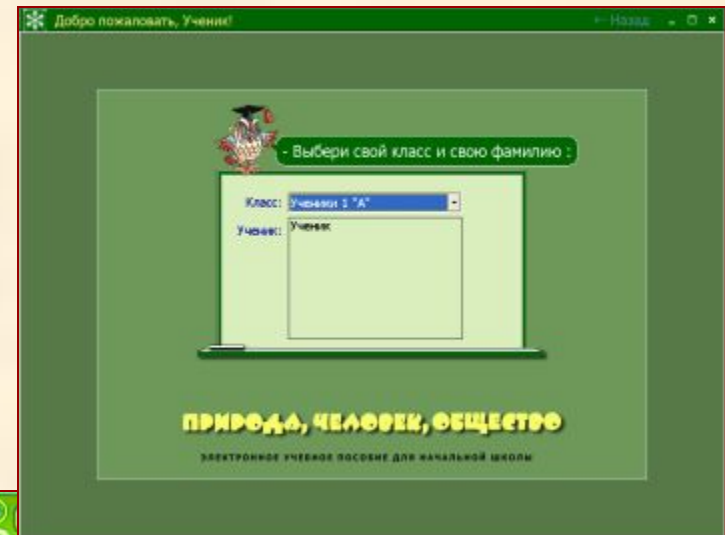 Добро пожаловать, Ученик!
← Назад
- Выбери свой класс и свою фамилию :
Класс: Ученики 1 "А"
Ученик: Ученик
ПРИРОДА, ЧЕЛОВЕК, ОБЩЕСТВО
ЭЛЕКТРОННОЕ УЧЕБНОЕ ПОСОБИЕ ДЛЯ НАЧАЛЬНОЙ ШКОЛЫ